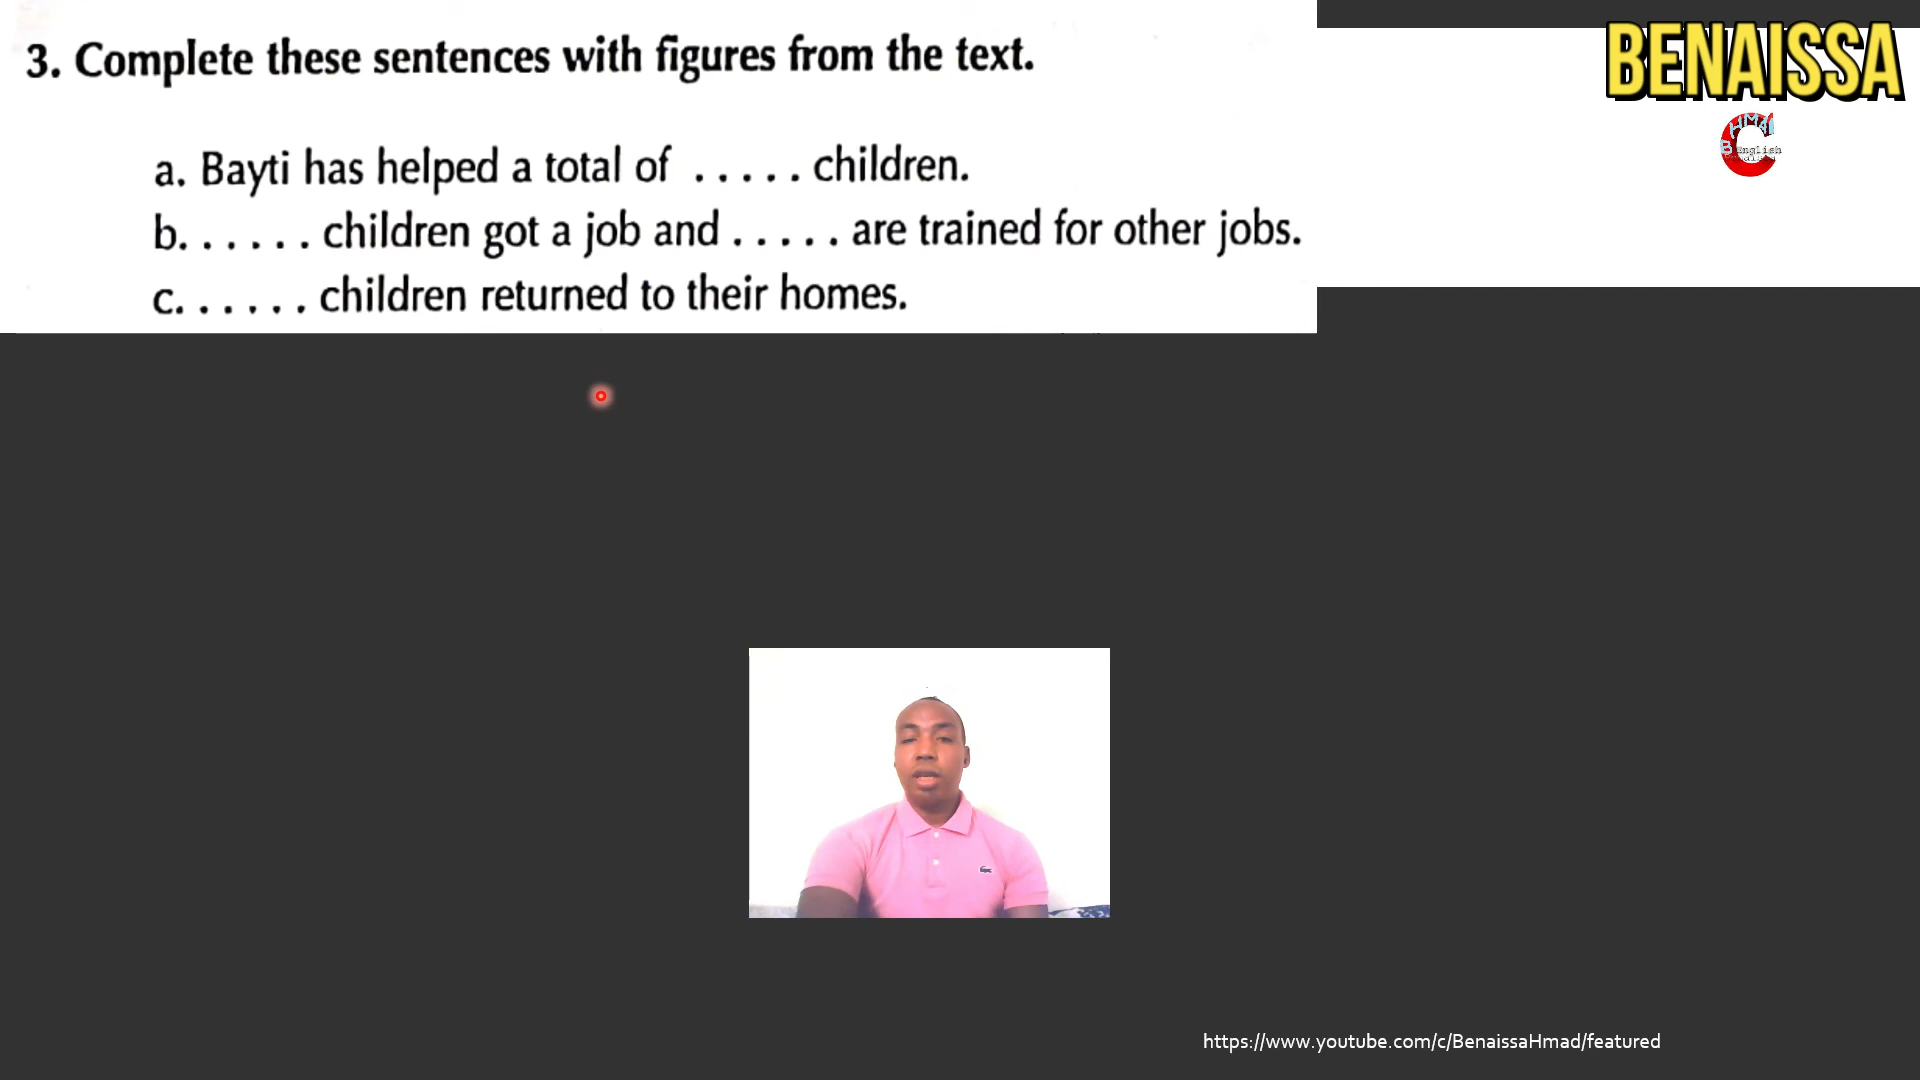 3. Complete these sentences with figures from the text.
a. Bayti has helped a total of ..... children.
b. ...... children got a job and ..... are trained for other jobs.
c. ...... children returned to their homes.
BENAISSA
HMAD
B English
https://www.youtube.com/c/BenaissaHmad/featured